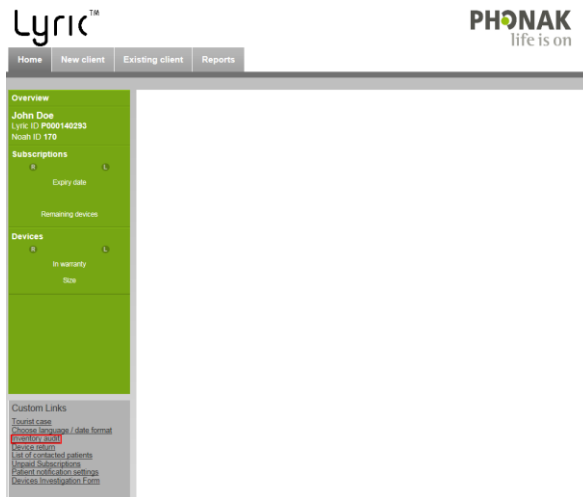 Lyric™
PHONAK
life is on
Home New client Existing client Reports
Overview
John Doe
Lyric ID P000140293
Noah ID 170
Subscriptions
R L
Expiry date
Remaining devices
Devices
R L
In warranty
Size
Custom Links
Tourist case
Choose language / date format
Inventory audit
Device return
List of contacted patients
Unpaid Subscriptions
Patient notification settings
Devices Investigation Form